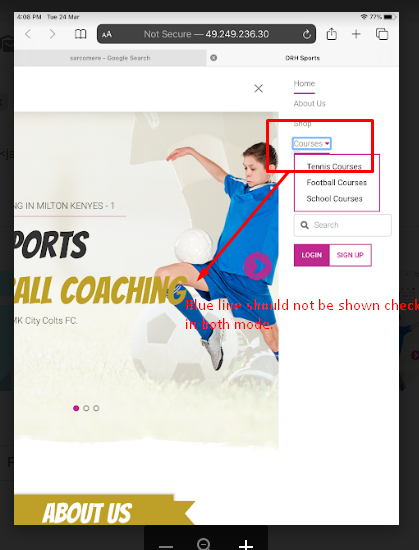 4:08 PM Tue 24 Mar
77%
AA Not Secure — 49.249.236.30
sarcomere - Google Search
DRH Sports
Home
About Us
Shop
Courses
Tennis Courses
Football Courses
School Courses
Search
LOGIN SIGN UP
NG IN MILTON KENYES - 1
PORTS
BALL COACHING
MK City Colts FC.
Blue line should not be shown check
in both mode.
ABOUT US